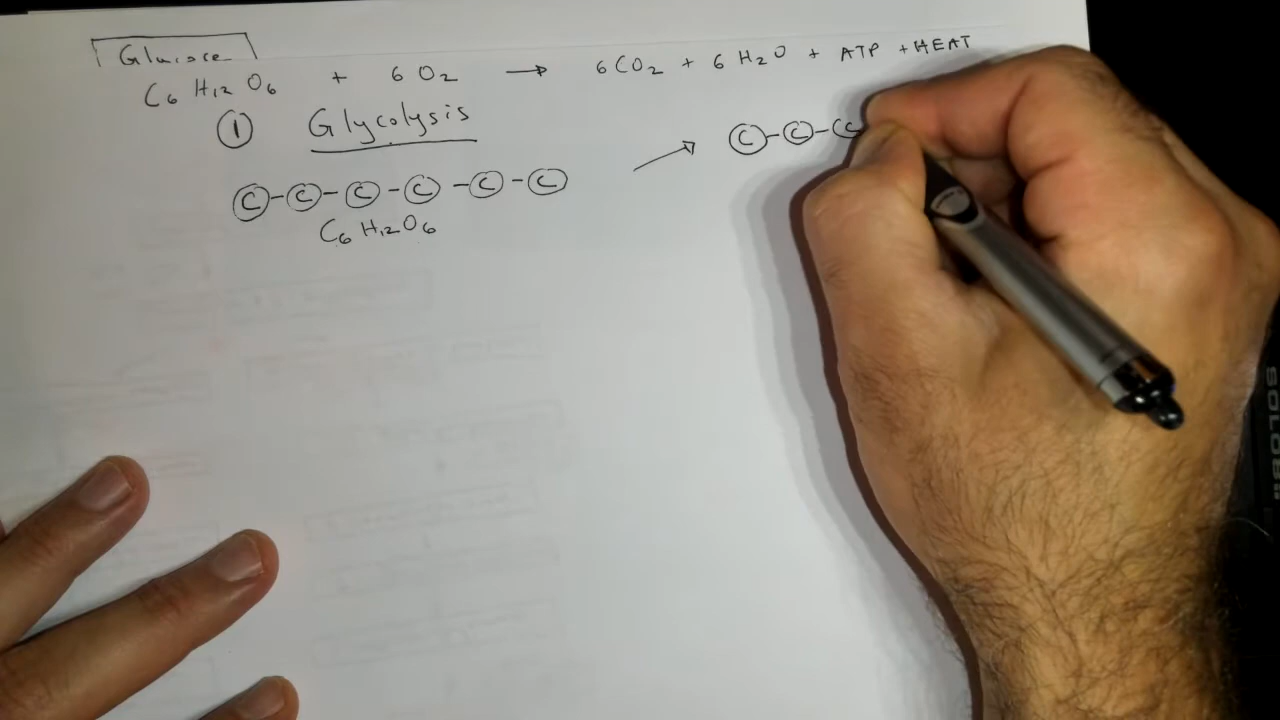 Glucose
C6 H12 O6 + 6 O2 → 6 CO2 + 6 H2O + ATP + HEAT
① Glycolysis
Ⓒ-Ⓒ-Ⓒ-Ⓒ-Ⓒ-Ⓒ → Ⓒ-Ⓒ-Ⓒ
C6 H12 O6